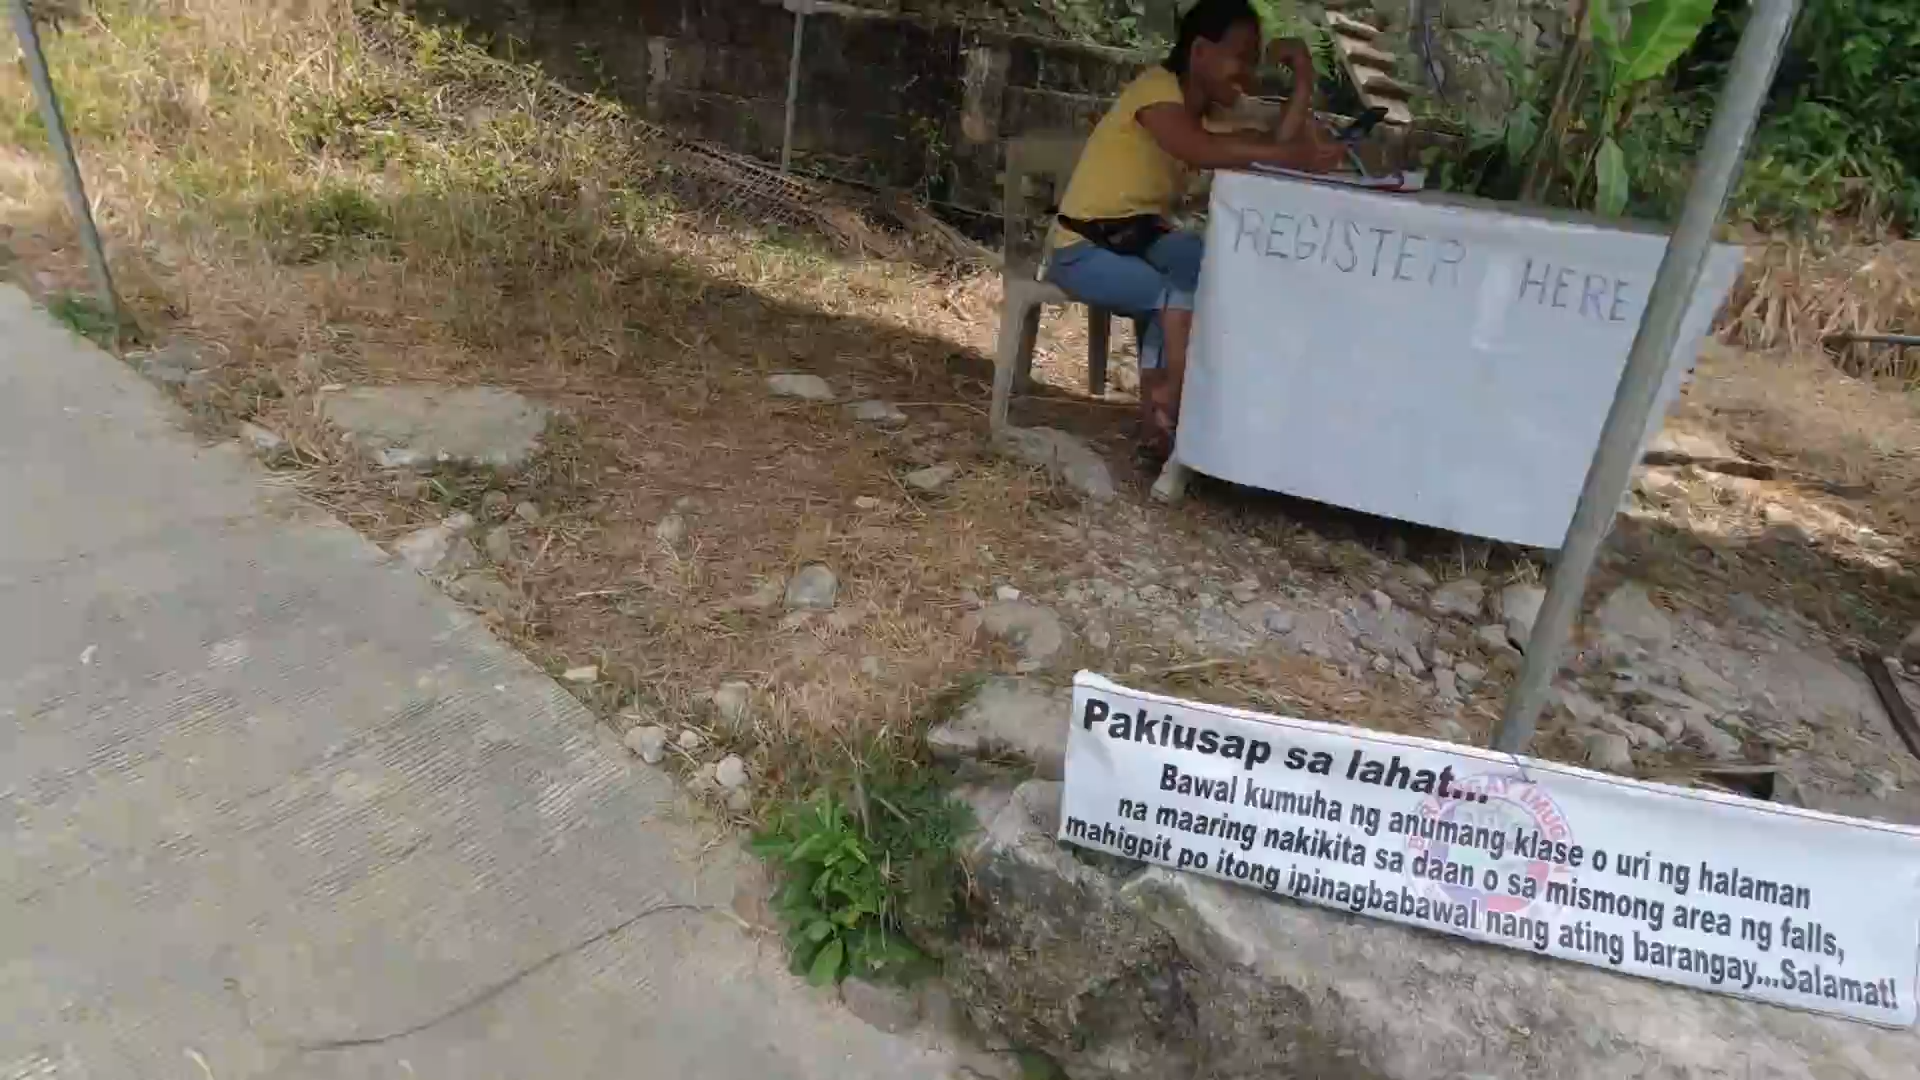 REGISTER HERE
Pakiusap sa lahat...
Bawal kumuha ng anumang klase o uri ng halaman
na maaring nakikita sa daan o sa mismong area ng falls,
mahigpit po itong ipinagbabawal nang ating barangay...Salamat!